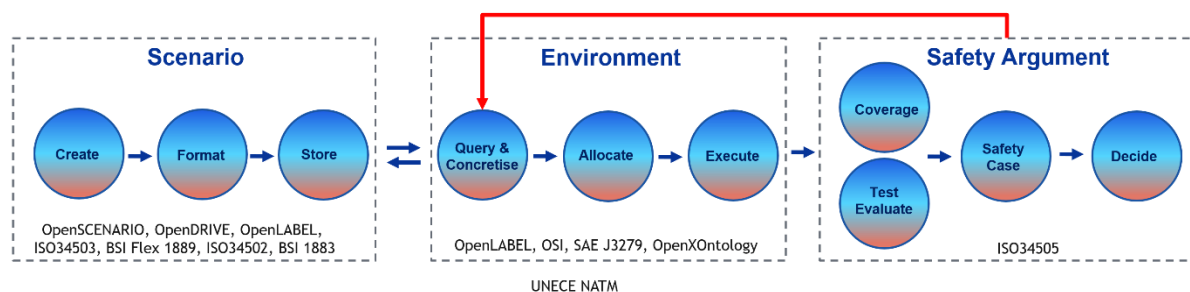 Scenario
Create
Format
Store
OpenSCENARIO, OpenDRIVE, OpenLABEL,
ISO34503, BSI Flex 1889, ISO34502, BSI 1883
Environment
Query &
Concretise
Allocate
Execute
OpenLABEL, OSI, SAE J3279, OpenXOntology
Safety Argument
Coverage
Test
Evaluate
Safety
Case
Decide
ISO34505
UNECE NATM